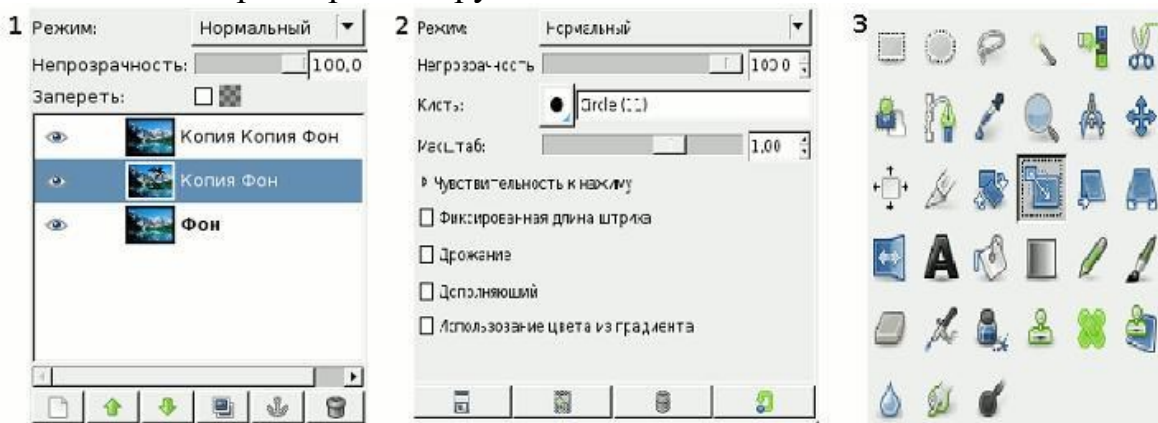 1
Режим: Нормальный
Непрозрачность: 100,0
Запереть:
Копия Копия Фон
Копия Фон
Фон
2
Режим: Нормальный
Непрозрачность 100,0
Кисть: Circle (11)
Масштаб: 1,00
Чувствительность к нажиму
Фиксированная длина штриха
Дрожание
Дополняющий
Использование цвета из градиента
3